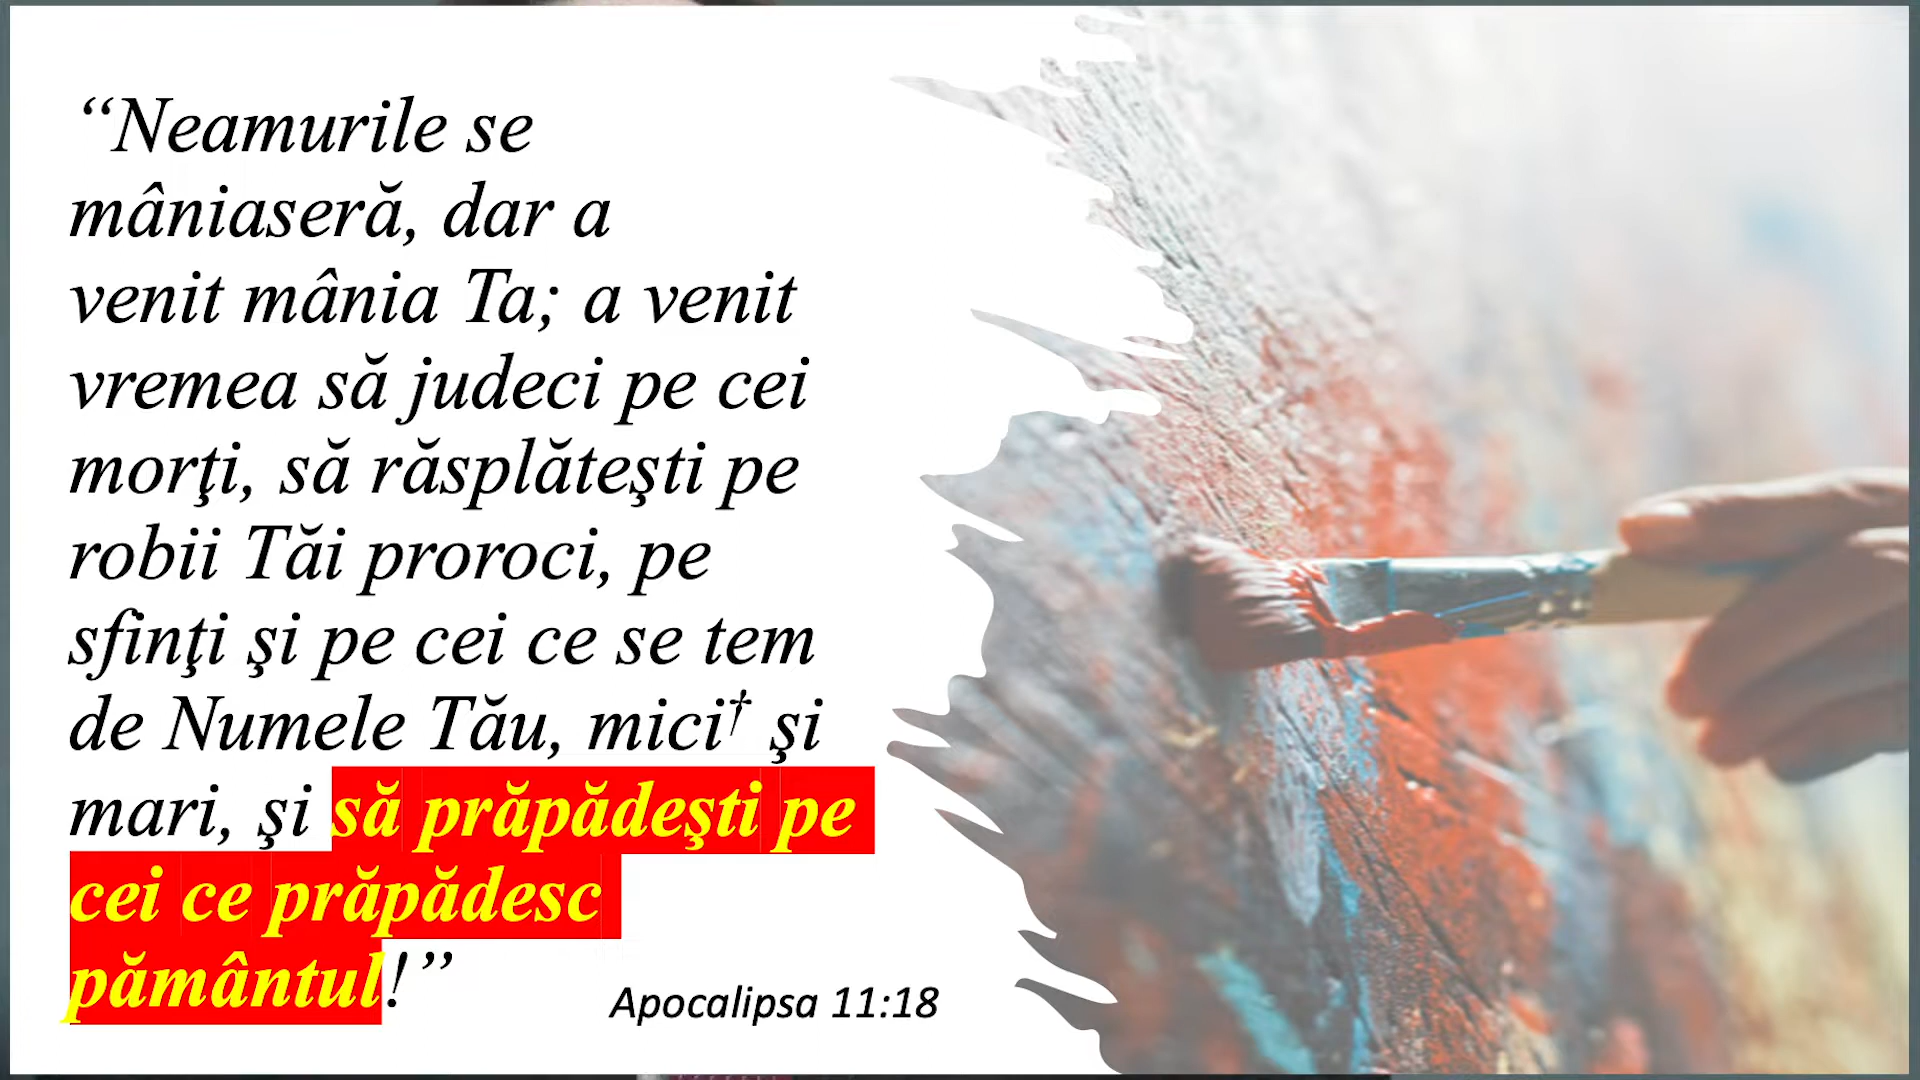 “Neamurile se
mâniaseră, dar a
venit mânia Ta; a venit
vremea să judeci pe cei
morţi, să răsplăteşti pe
robii Tăi proroci, pe
sfinţi şi pe cei ce se tem
de Numele Tău, mici† şi
mari, şi să prăpădeşti pe
cei ce prăpădesc
pământul!”
Apocalipsa 11:18